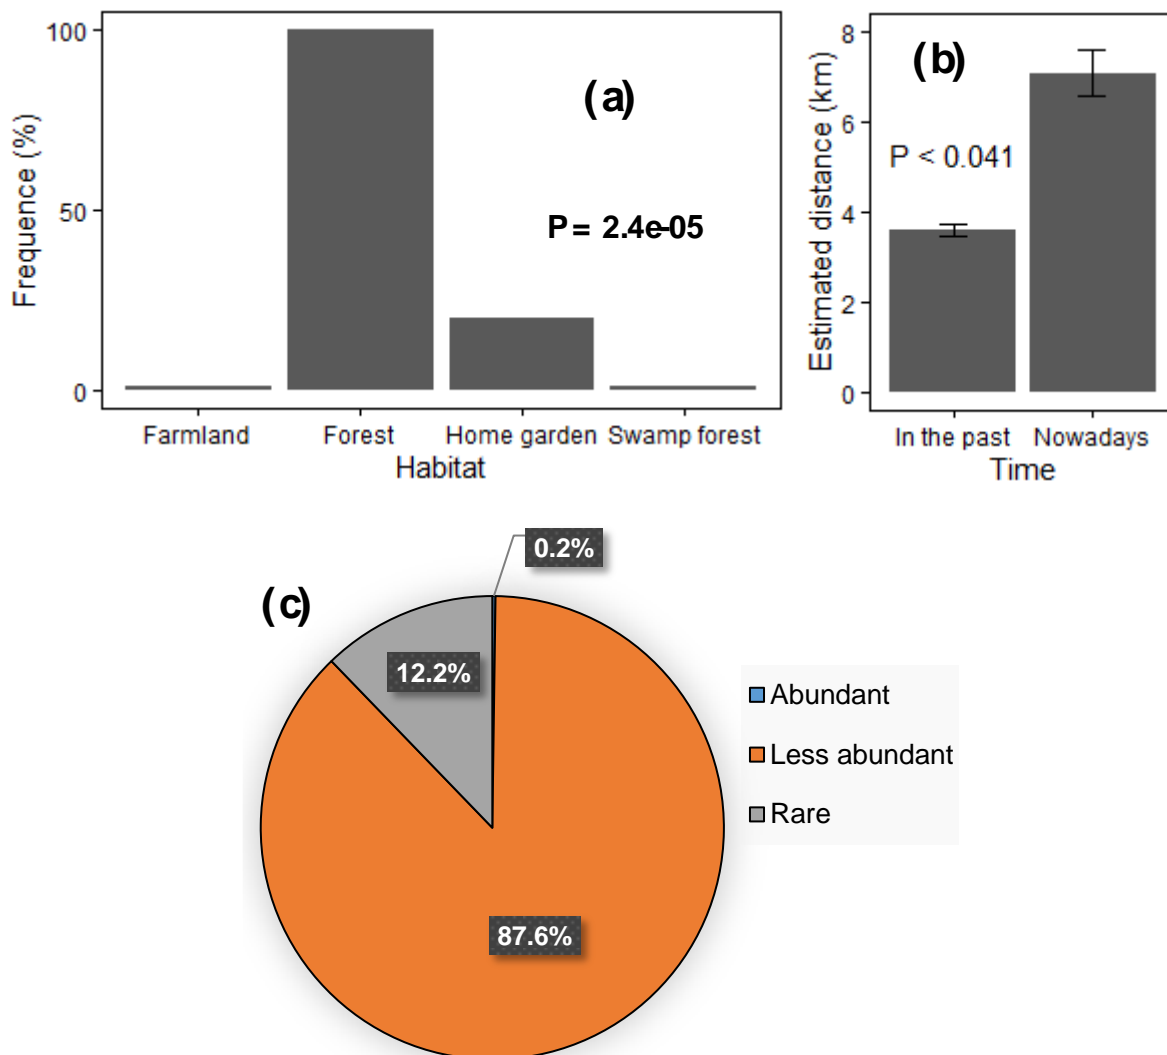 (a)
Frequence (%)
100
50
0
P = 2.4e-05
Farmland Forest Home garden Swamp forest
Habitat
(b)
Estimated distance (km)
8
6
4
2
0
P < 0.041
In the past Nowadays
Time
(c)
0.2%
12.2%
87.6%
Abundant
Less abundant
Rare